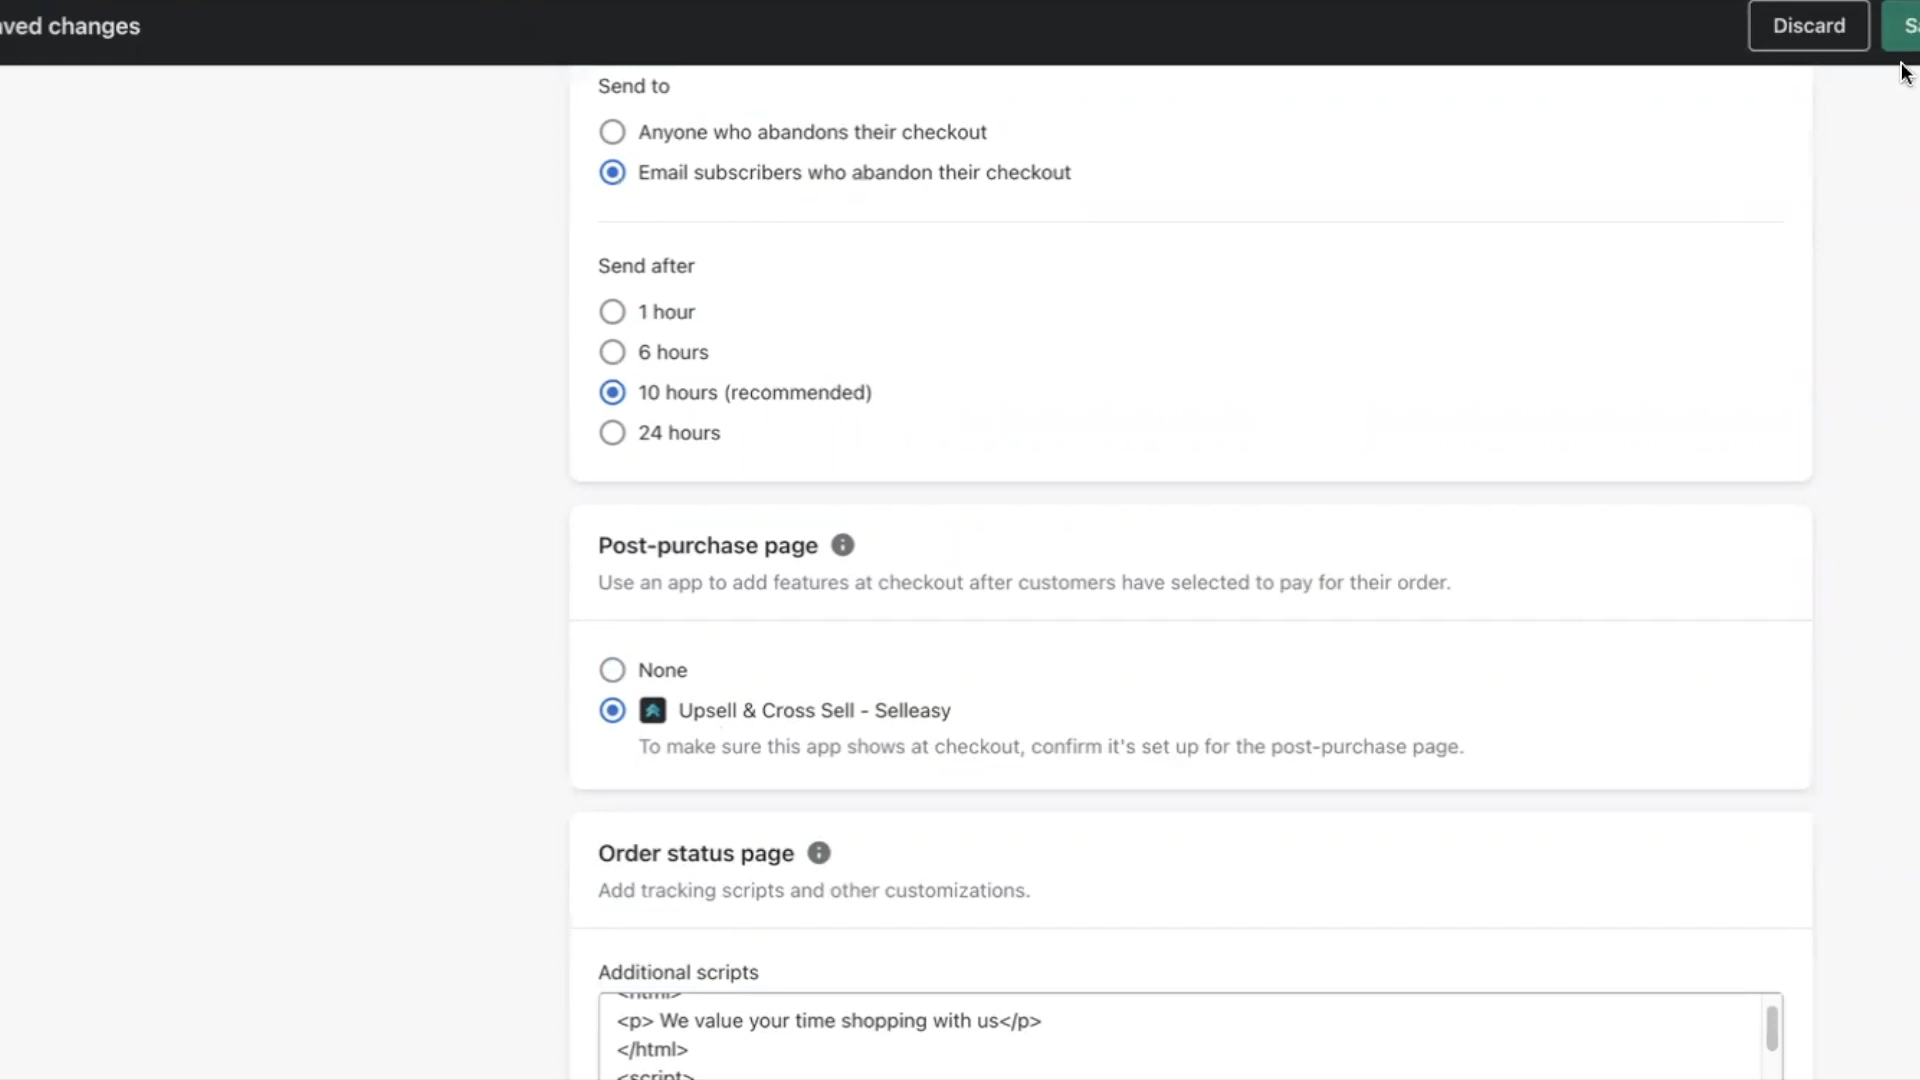 changes
Discard
Send to
Anyone who abandons their checkout
Email subscribers who abandon their checkout
Send after
1 hour
6 hours
10 hours (recommended)
24 hours
Post-purchase page
Use an app to add features at checkout after customers have selected to pay for their order.
None
Upsell & Cross Sell - Selleasy
To make sure this app shows at checkout, confirm it's set up for the post-purchase page.
Order status page
Add tracking scripts and other customizations.
Additional scripts
<html>
<p> We value your time shopping with us</p>
</html>
<script>